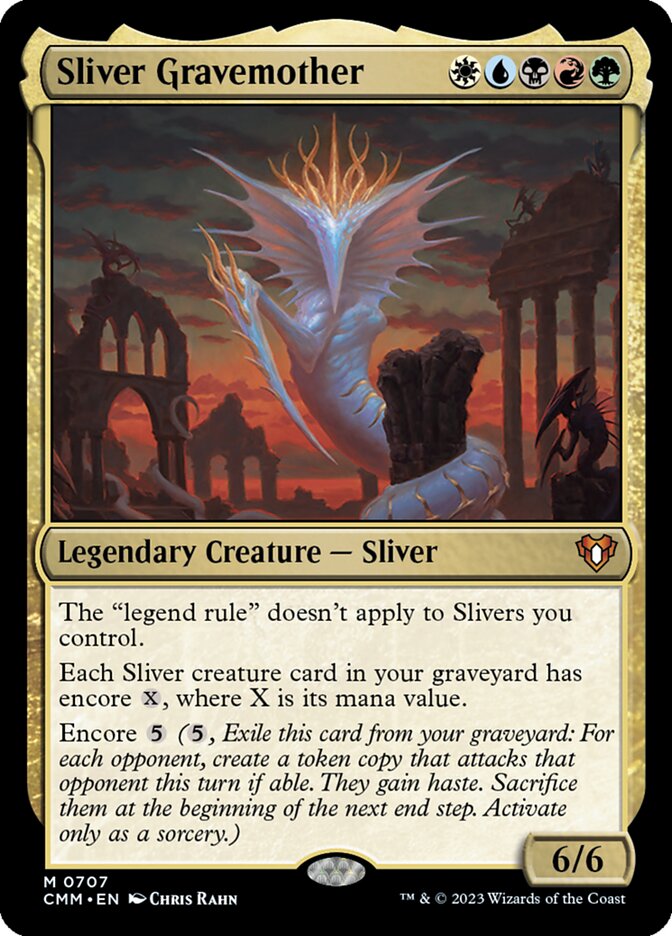 Sliver Gravemother
Legendary Creature — Sliver
The “legend rule” doesn’t apply to Slivers you
control.
Each Sliver creature card in your graveyard has
encore X, where X is its mana value.
Encore 5 (5, Exile this card from your graveyard: For
each opponent, create a token copy that attacks that
opponent this turn if able. They gain haste. Sacrifice
them at the beginning of the next end step. Activate
only as a sorcery.)
6/6
M 0707
CMM • EN Chris Rahn
™ & © 2023 Wizards of the Coast